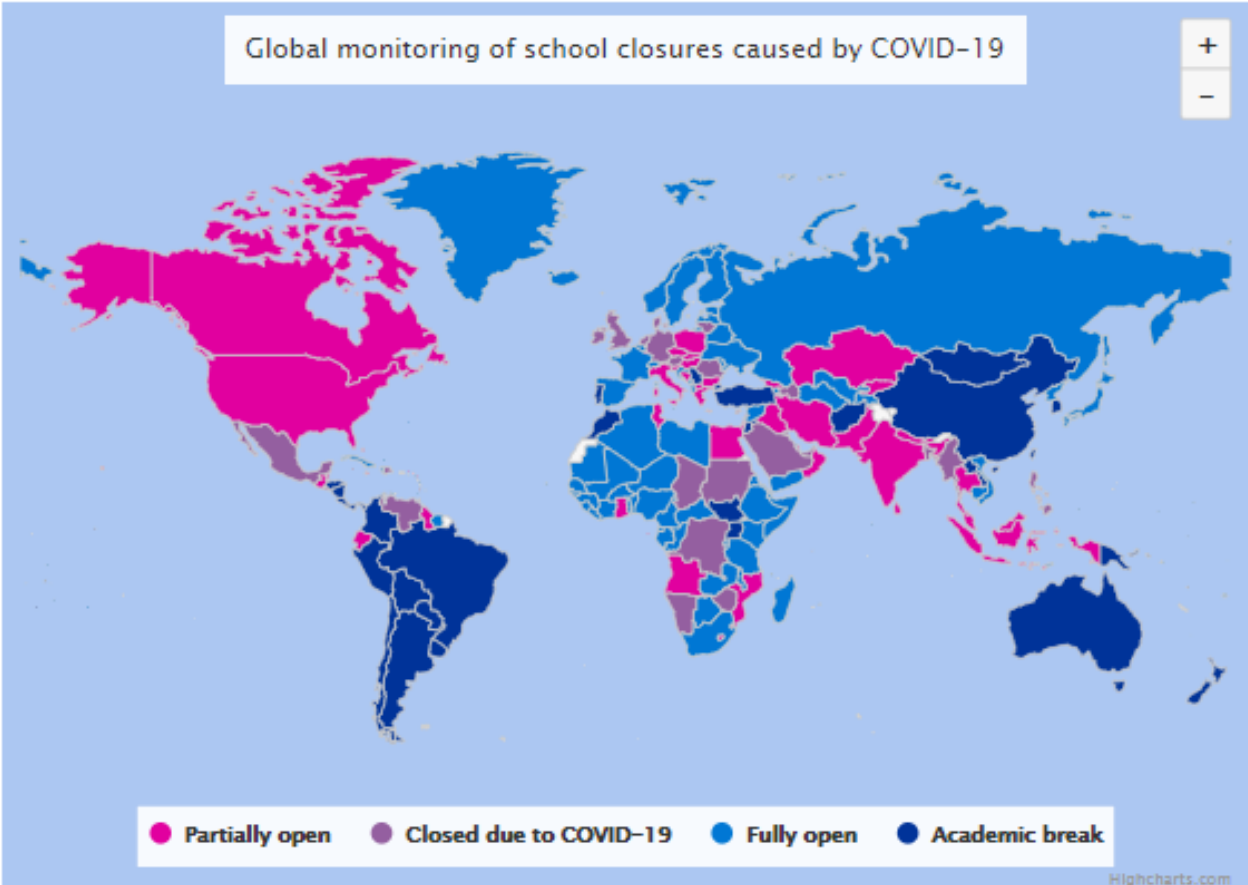 Global monitoring of school closures caused by COVID-19
+
–
Partially open Closed due to COVID-19 Fully open Academic break
Highcharts.com